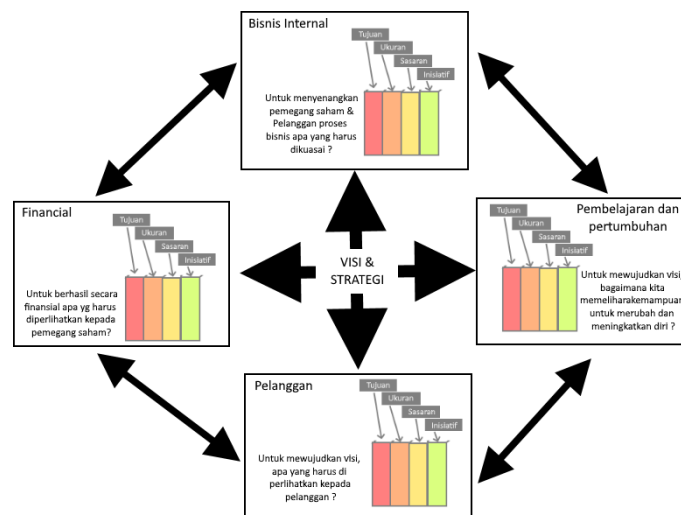 Bisnis Internal
Tujuan
Ukuran
Sasaran
Inisiatif
Untuk menyenangkan
pemegang saham &
Pelanggan proses
bisnis apa yang harus
dikuasai ?
Financial
Tujuan
Ukuran
Sasaran
Inisiatif
Untuk berhasil secara
finansial apa yg harus
diperlihatkan kepada
pemegang saham?
VISI &
STRATEGI
Pembelajaran dan
pertumbuhan
Tujuan
Ukuran
Sasaran
Inisiatif
Untuk mewujudkan visi,
bagaimana kita
memeliharakemampuan
untuk merubah dan
meningkatkan diri ?
Pelanggan
Tujuan
Ukuran
Sasaran
Inisiatif
Untuk mewujudkan visi,
apa yang harus di
perlihatkan kepada
pelanggan ?